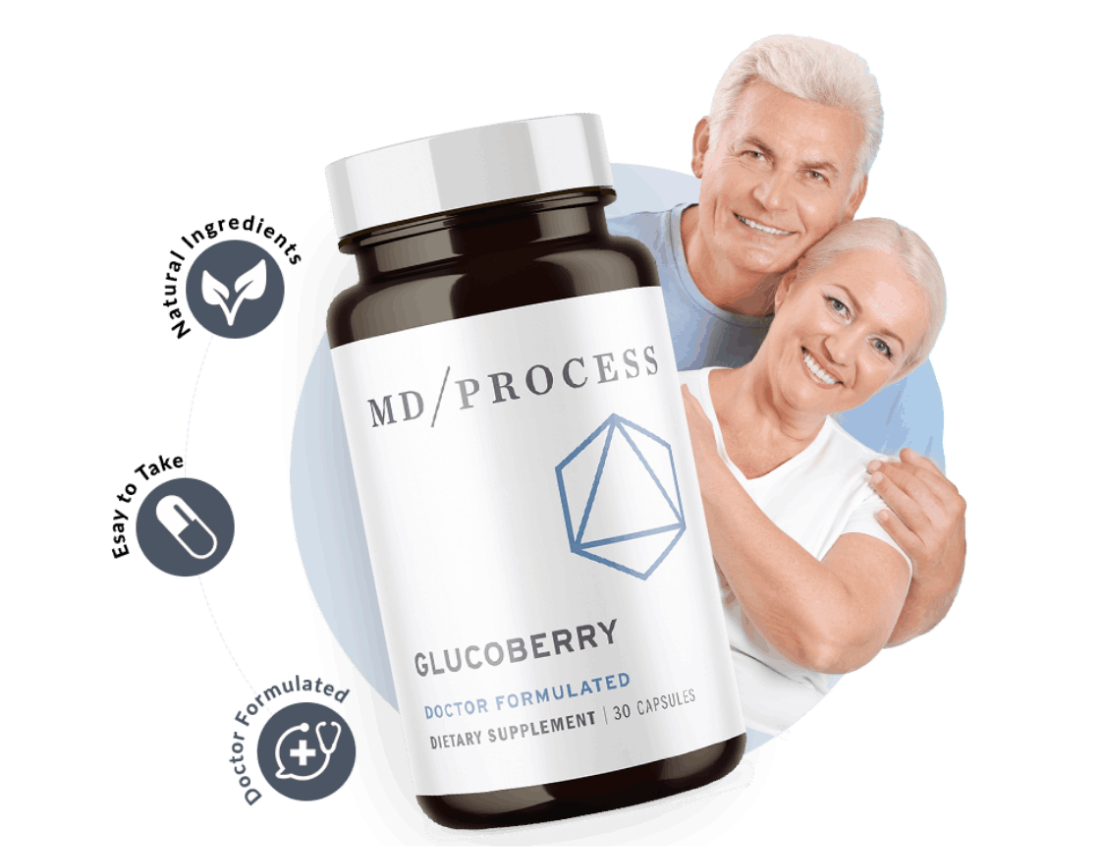 Natural Ingredients
Esay to Take
Doctor Formulated
MD/PROCESS
GLUCOBERRY
DOCTOR FORMULATED
DIETARY SUPPLEMENT | 30 CAPSULES